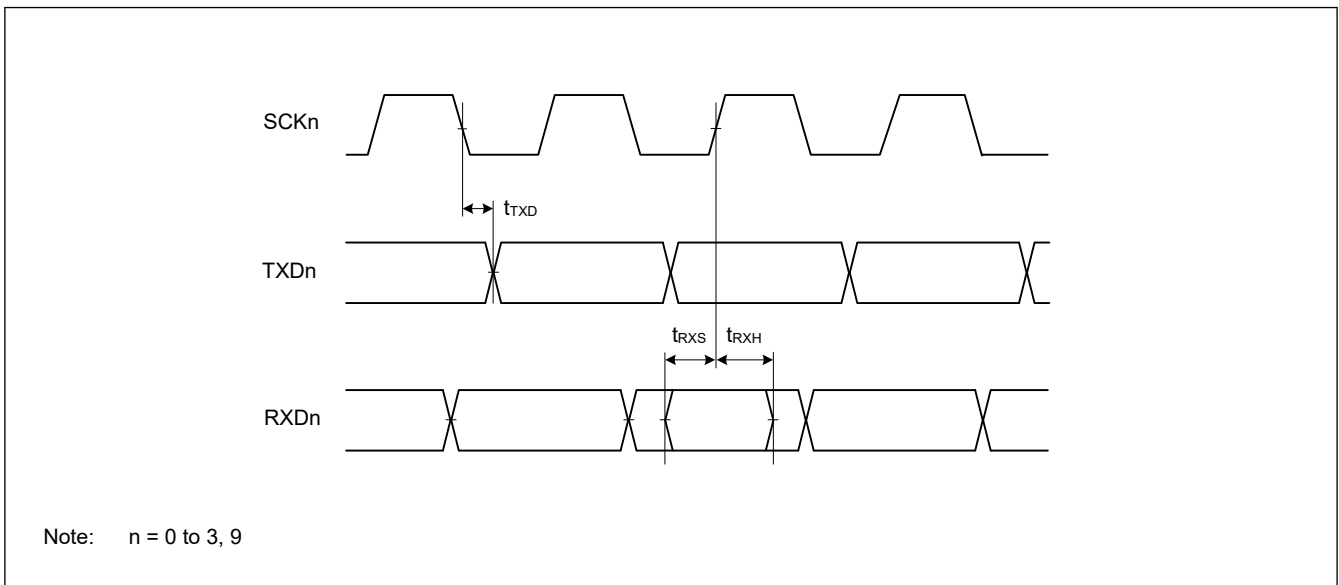 SCKn
tTXD
TXDn
tRXS tRXH
RXDn
Note: n = 0 to 3, 9